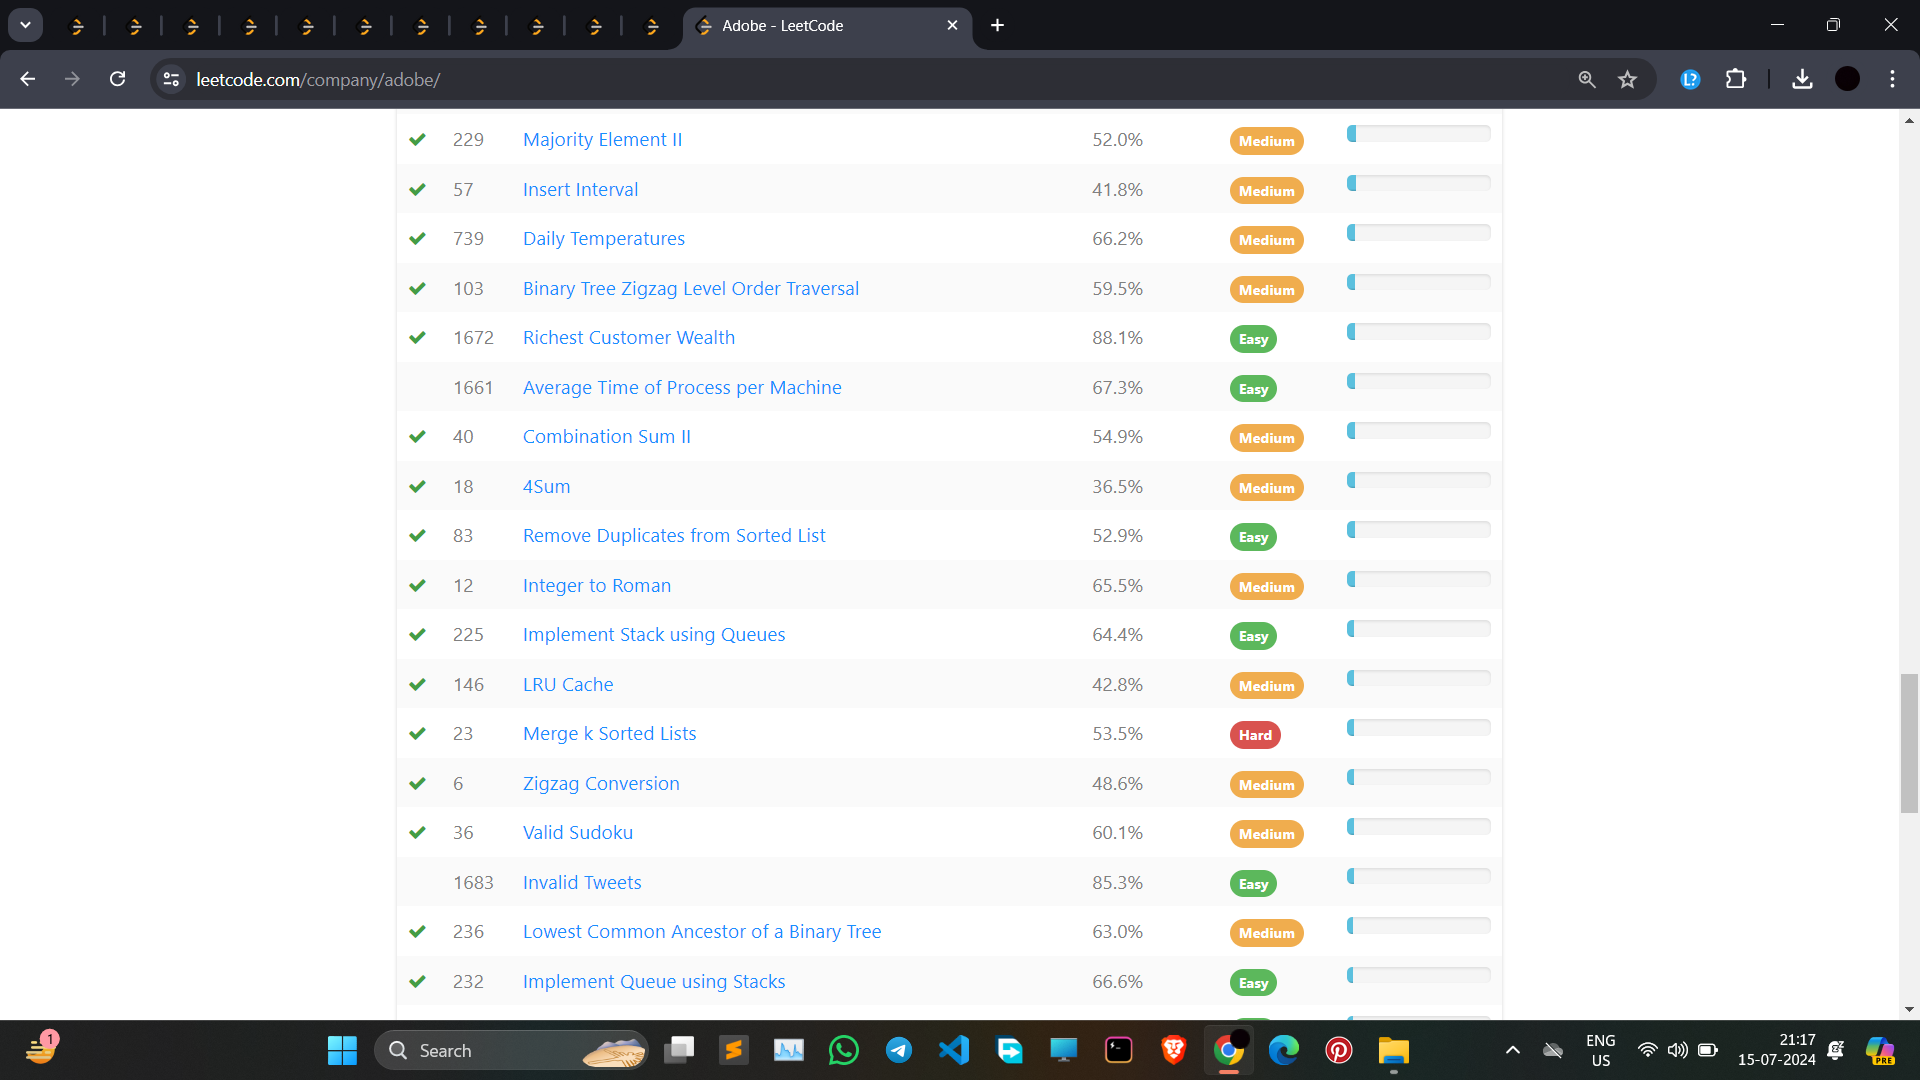 Adobe - LeetCode
leetcode.com/company/adobe/
L?
229 Majority Element II 52.0% Medium
57 Insert Interval 41.8% Medium
739 Daily Temperatures 66.2% Medium
103 Binary Tree Zigzag Level Order Traversal 59.5% Medium
1672 Richest Customer Wealth 88.1% Easy
1661 Average Time of Process per Machine 67.3% Easy
40 Combination Sum II 54.9% Medium
18 4Sum 36.5% Medium
83 Remove Duplicates from Sorted List 52.9% Easy
12 Integer to Roman 65.5% Medium
225 Implement Stack using Queues 64.4% Easy
146 LRU Cache 42.8% Medium
23 Merge k Sorted Lists 53.5% Hard
6 Zigzag Conversion 48.6% Medium
36 Valid Sudoku 60.1% Medium
1683 Invalid Tweets 85.3% Easy
236 Lowest Common Ancestor of a Binary Tree 63.0% Medium
232 Implement Queue using Stacks 66.6% Easy
1
Search
ENG
US
21:17
15-07-2024
PRE